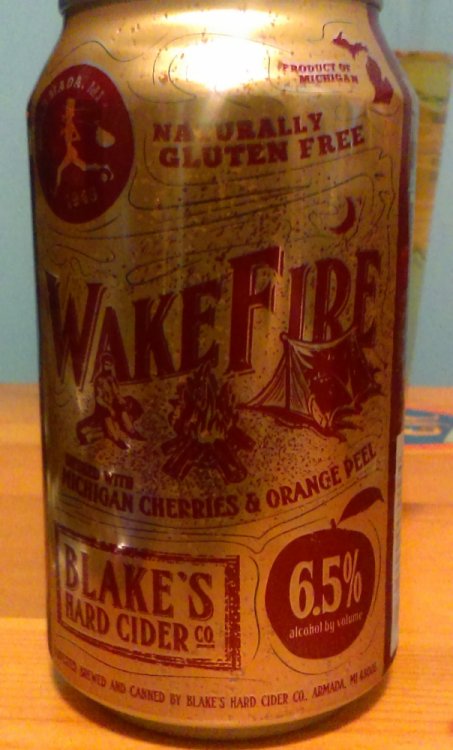 PRODUCT OF
MICHIGAN
ARMADA, MI
1946
NATURALLY
GLUTEN FREE
WAKEFIRE
INFUSED WITH
MICHIGAN CHERRIES & ORANGE PEEL
BLAKE'S
HARD CIDER CO
6.5%
alcohol by volume
BREWED AND CANNED BY BLAKE'S HARD CIDER CO., ARMADA, MI 48005